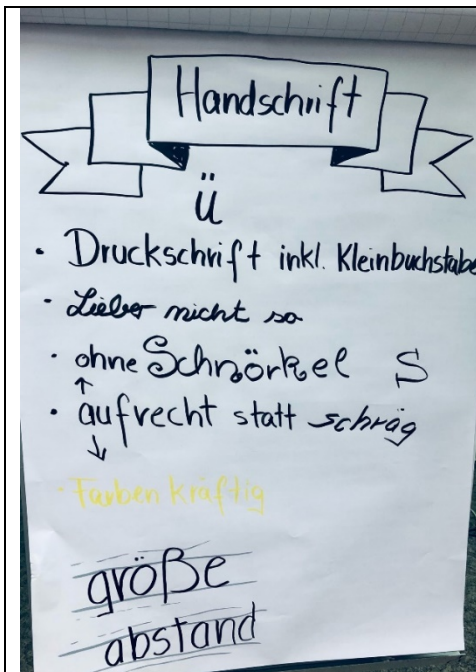 Handschrift
ü
• Druckschrift inkl. Kleinbuchstabe
• Lieber nicht so
• ohne Schnörkel S
• aufrecht statt schräg
- Farben kräftig
größe
abstand